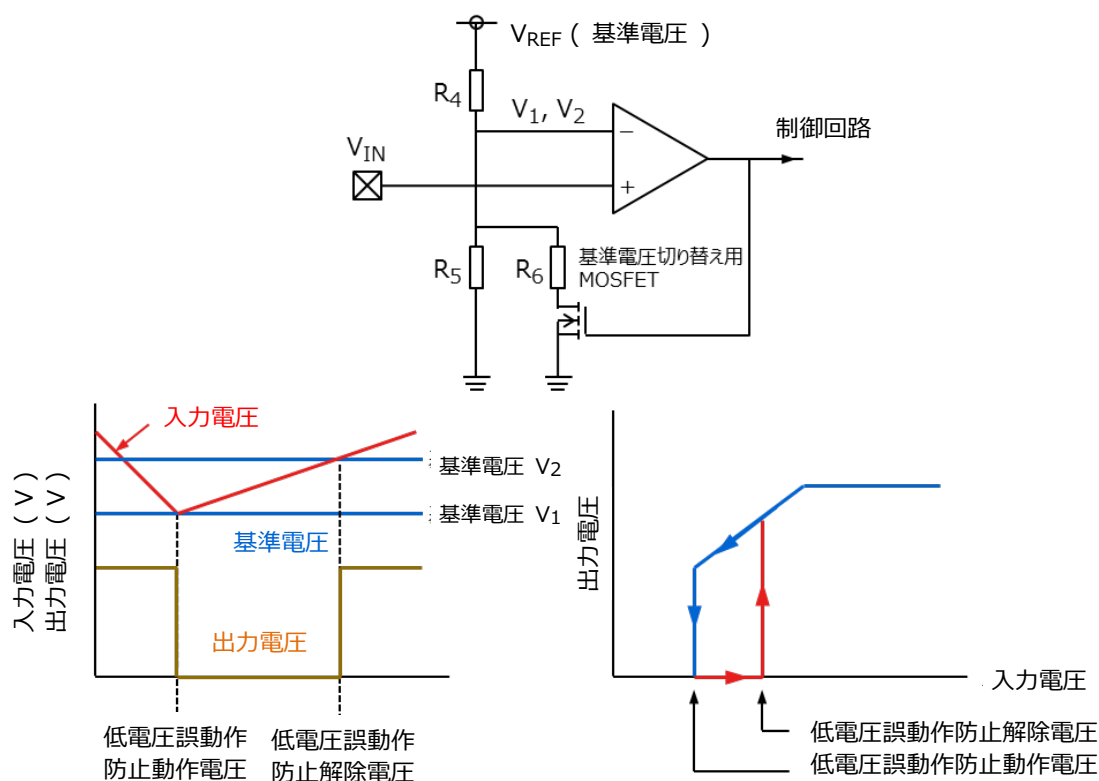 VREF ( 基準電圧 )
R4
V1, V2
制御回路
VIN
−
+
R5
R6
基準電圧切り替え用
MOSFET
入力電圧
基準電圧 V2
基準電圧 V1
基準電圧
出力電圧
入力電圧 ( V )
出力電圧 ( V )
低電圧誤動作
防止動作電圧
低電圧誤動作
防止解除電圧
出力電圧
入力電圧
低電圧誤動作防止解除電圧
低電圧誤動作防止動作電圧